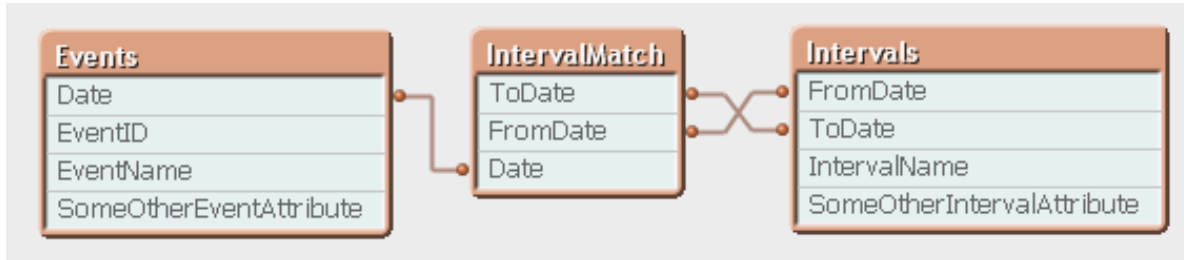 Events
Date
EventID
EventName
SomeOtherEventAttribute
IntervalMatch
ToDate
FromDate
Date
Intervals
FromDate
ToDate
IntervalName
SomeOtherIntervalAttribute